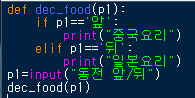 def dec_food(p1):
    if p1=='앞':
        print("중국요리")
    elif p1=='뒤':
        print("일본요리")
p1=input("동전 앞/뒤")
dec_food(p1)